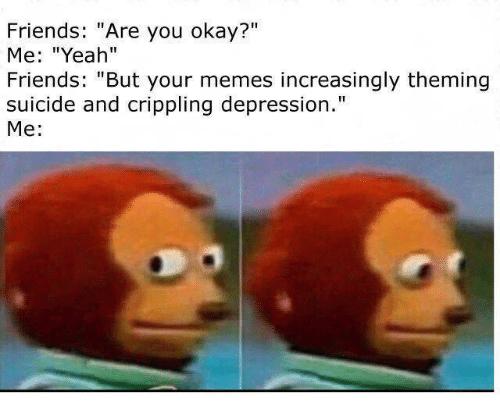 Friends: "Are you okay?"
Me: "Yeah"
Friends: "But your memes increasingly theming
suicide and crippling depression."
Me: